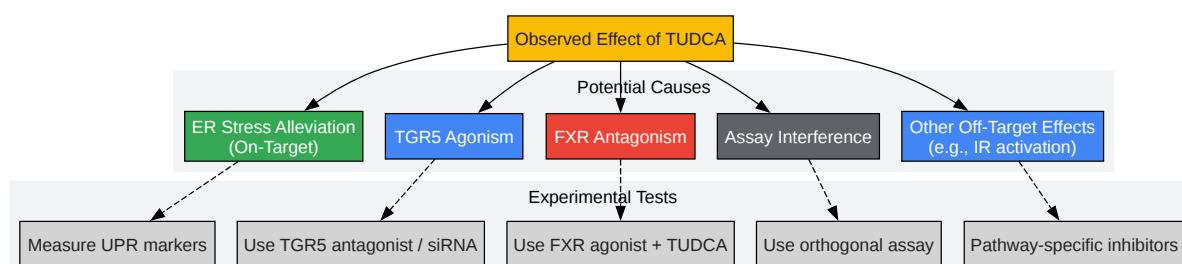 Observed Effect of TUDCA
Potential Causes
ER Stress Alleviation
(On-Target)
TGR5 Agonism
FXR Antagonism
Assay Interference
Other Off-Target Effects
(e.g., IR activation)
Experimental Tests
Measure UPR markers
Use TGR5 antagonist / siRNA
Use FXR agonist + TUDCA
Use orthogonal assay
Pathway-specific inhibitors